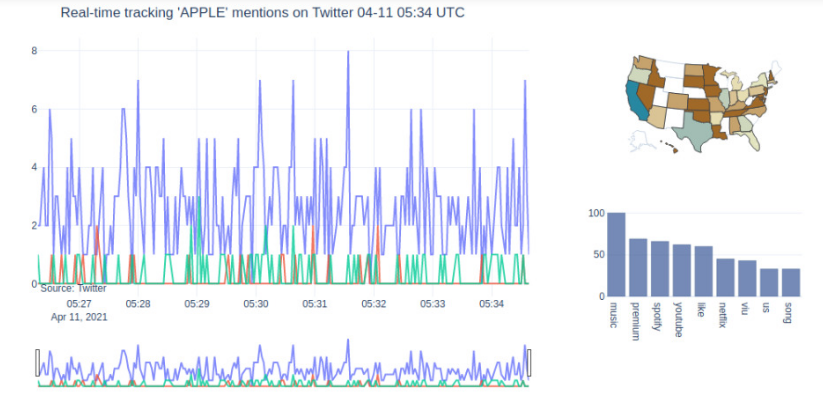 Real-time tracking 'APPLE' mentions on Twitter 04-11 05:34 UTC
8
6
4
2
0
Source: Twitter
05:27 05:28 05:29 05:30 05:31 05:32 05:33 05:34
Apr 11, 2021
100
50
0
music premium spotify youtube like netflix viu us song